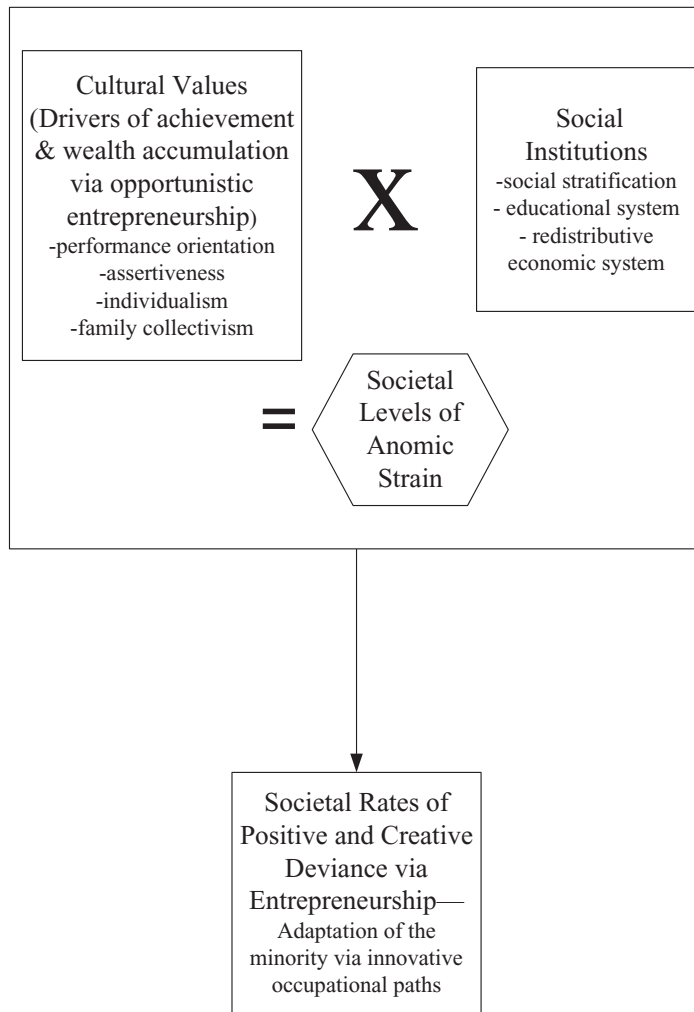 Cultural Values
(Drivers of achievement
& wealth accumulation
via opportunistic
entrepneurship)
-performance orientation
-assertiveness
-individualism
-family collectivism
X
Social
Institutions
-social stratification
- educational system
- redistributive
economic system
=
Societal
Levels of
Anomic
Strain
Societal Rates of
Positive and Creative
Deviance via
Entrepreneurship—
Adaptation of the
minority via innovative
occupational paths